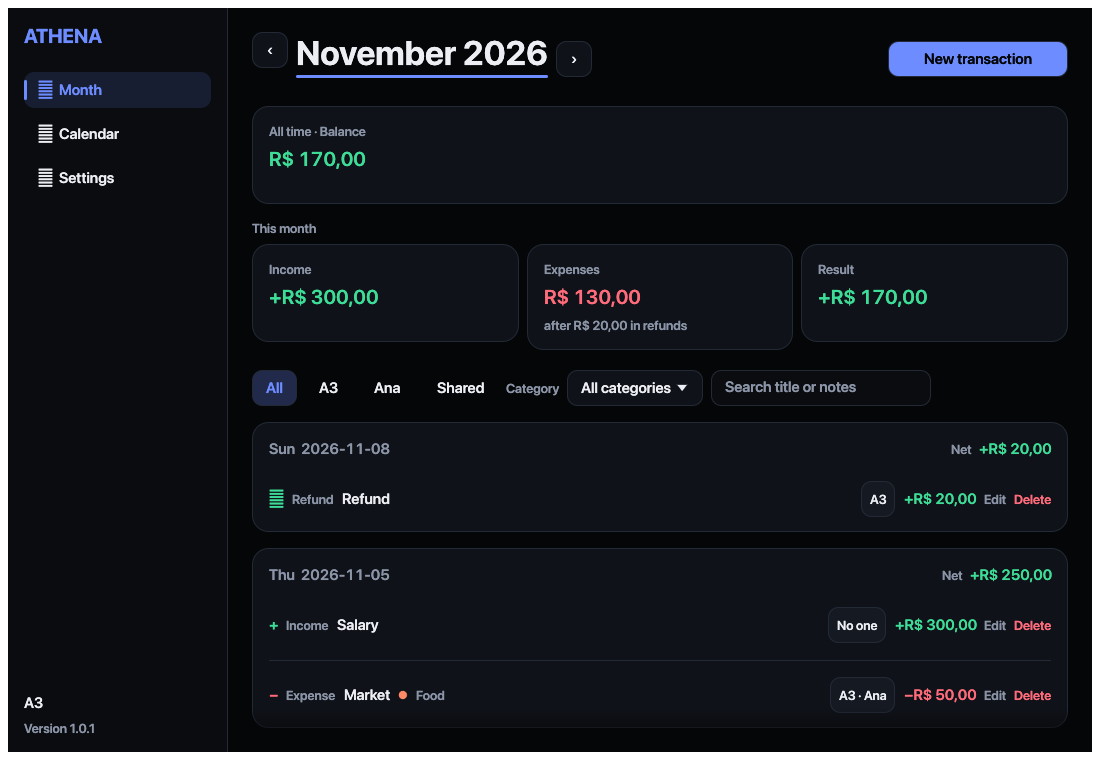 ATHENA
Month
Calendar
Settings
A3
Version 1.0.1
‹ November 2026 ›
New transaction
All time · Balance
R$ 170,00
This month
Income
+R$ 300,00
Expenses
R$ 130,00
after R$ 20,00 in refunds
Result
+R$ 170,00
All A3 Ana Shared Category All categories Search title or notes
Sun 2026-11-08 Net +R$ 20,00
Refund Refund A3 +R$ 20,00 Edit Delete
Thu 2026-11-05 Net +R$ 250,00
+ Income Salary No one +R$ 300,00 Edit Delete
− Expense Market Food A3 · Ana −R$ 50,00 Edit Delete